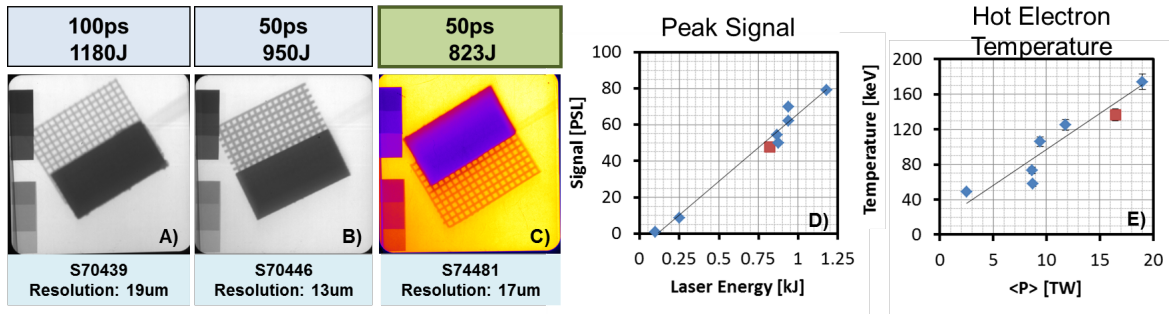 100ps
1180J
50ps
950J
50ps
823J
A)
B)
C)
S70439
Resolution: 19um
S70446
Resolution: 13um
S74481
Resolution: 17um
Peak Signal
Signal [PSL]
100
80
60
40
20
0
D)
0 0.25 0.5 0.75 1 1.25
Laser Energy [kJ]
Hot Electron
Temperature
Temperature [keV]
200
160
120
80
40
0
E)
0 5 10 15 20
<P> [TW]